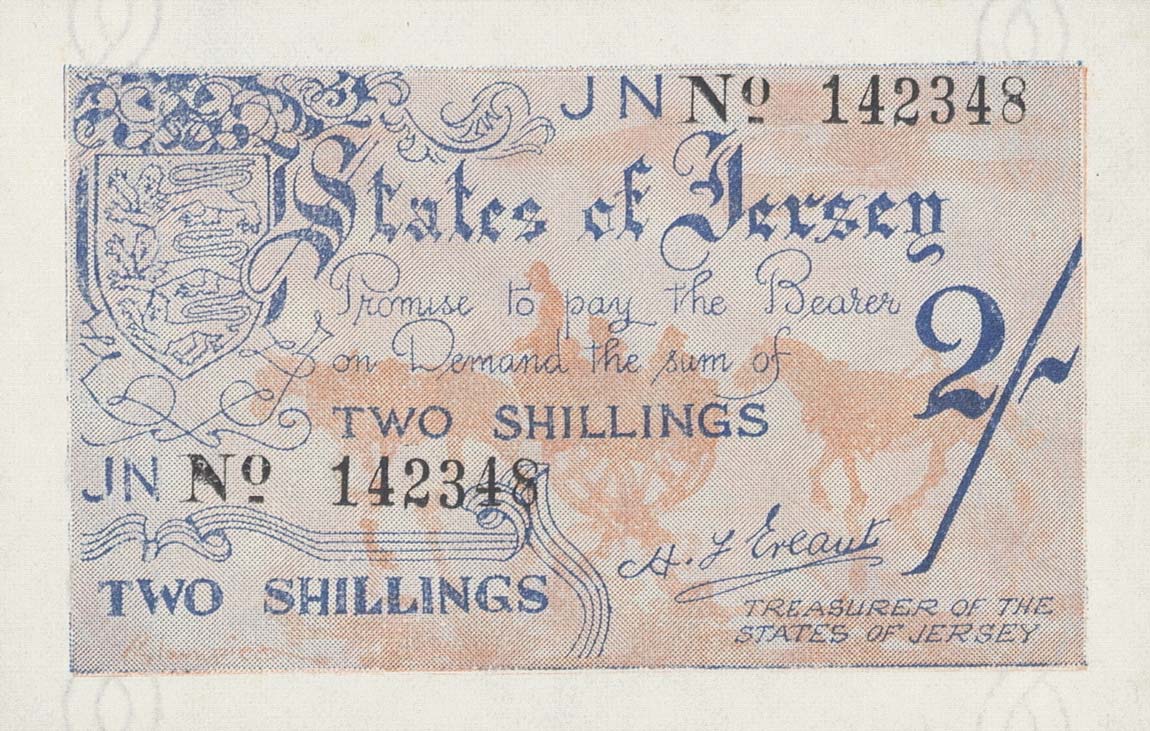 JN Nº 142348
States of Jersey
Promise to pay the Bearer
on Demand the sum of
2/-
TWO SHILLINGS
JN Nº 142348
TWO SHILLINGS
H. F Ereaut
TREASURER OF THE
STATES OF JERSEY